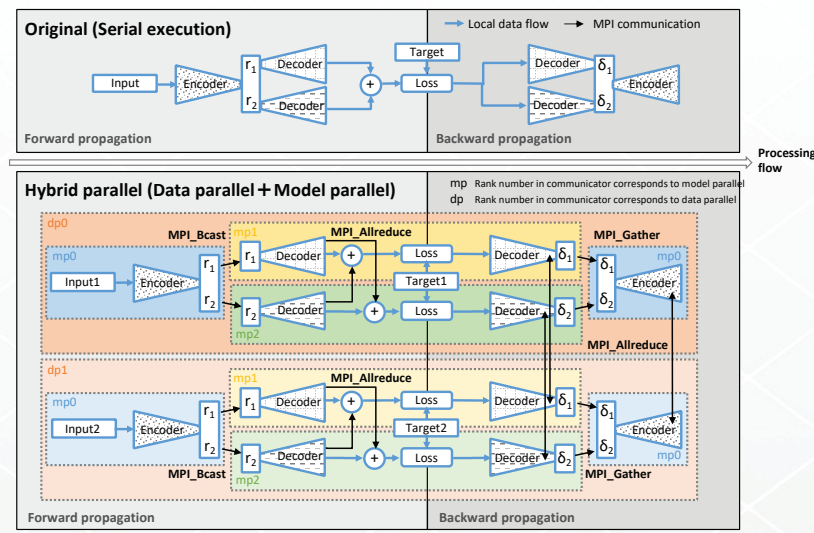 Original (Serial execution)
Local data flow
MPI communication
Input
Encoder
r1
r2
Decoder
Decoder
+
Target
Loss
Decoder
Decoder
δ1
δ2
Encoder
Forward propagation
Backward propagation
Processing flow
Hybrid parallel (Data parallel+Model parallel)
mp Rank number in communicator corresponds to model parallel
dp Rank number in communicator corresponds to data parallel
dp0
MPI_Bcast
mp1
MPI_Allreduce
MPI_Gather
mp0
Input1
Encoder
r1
r2
r1
Decoder
+
Loss
Decoder
δ1
Target1
r2
Decoder
+
Loss
Decoder
δ2
mp2
δ1
δ2
mp0
Encoder
MPI_Allreduce
dp1
mp1
MPI_Allreduce
mp0
Input2
Encoder
r1
r2
r1
Decoder
+
Loss
Decoder
δ1
Target2
r2
Decoder
+
Loss
Decoder
δ2
δ1
δ2
Encoder
mp0
MPI_Bcast
mp2
MPI_Gather
Forward propagation
Backward propagation